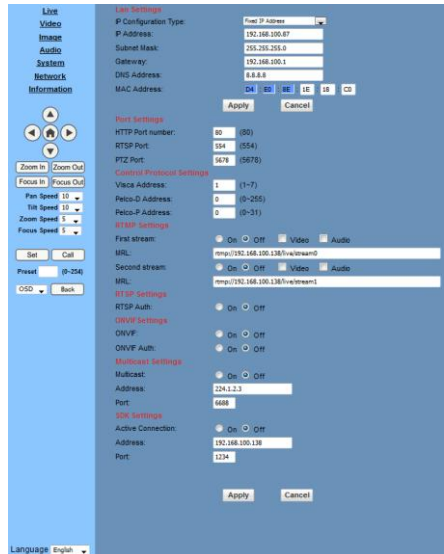 Live
Video
Image
Audio
System
Network
Information
Zoom In Zoom Out
Focus In Focus Out
Pan Speed 10
Tilt Speed 10
Zoom Speed 5
Focus Speed 5
Set Call
Preset (0~254)
OSD Back
Language English
Lan Settings
IP Configuration Type: Fixed IP Address
IP Address: 192.168.100.87
Subnet Mask: 255.255.255.0
Gateway: 192.168.100.1
DNS Address: 8.8.8.8
MAC Address: D4 : E0 : 8E : 1E : 18 : C0
Apply Cancel
Port Settings
HTTP Port number: 80 (80)
RTSP Port: 554 (554)
PTZ Port: 5678 (5678)
Control Protocol Settings
Visca Address: 1 (1~7)
Pelco-D Address: 0 (0~255)
Pelco-P Address: 0 (0~31)
RTMP Settings
First stream: On Off Video Audio
MRL: rtmp://192.168.100.138/live/stream0
Second stream: On Off Video Audio
MRL: rtmp://192.168.100.138/live/stream1
RTSP Settings
RTSP Auth: On Off
ONVIF Settings
ONVIF: On Off
ONVIF Auth: On Off
Multicast Settings
Multicast: On Off
Address: 224.1.2.3
Port: 6688
SDK Settings
Active Connection: On Off
Address: 192.168.100.138
Port: 1234
Apply Cancel